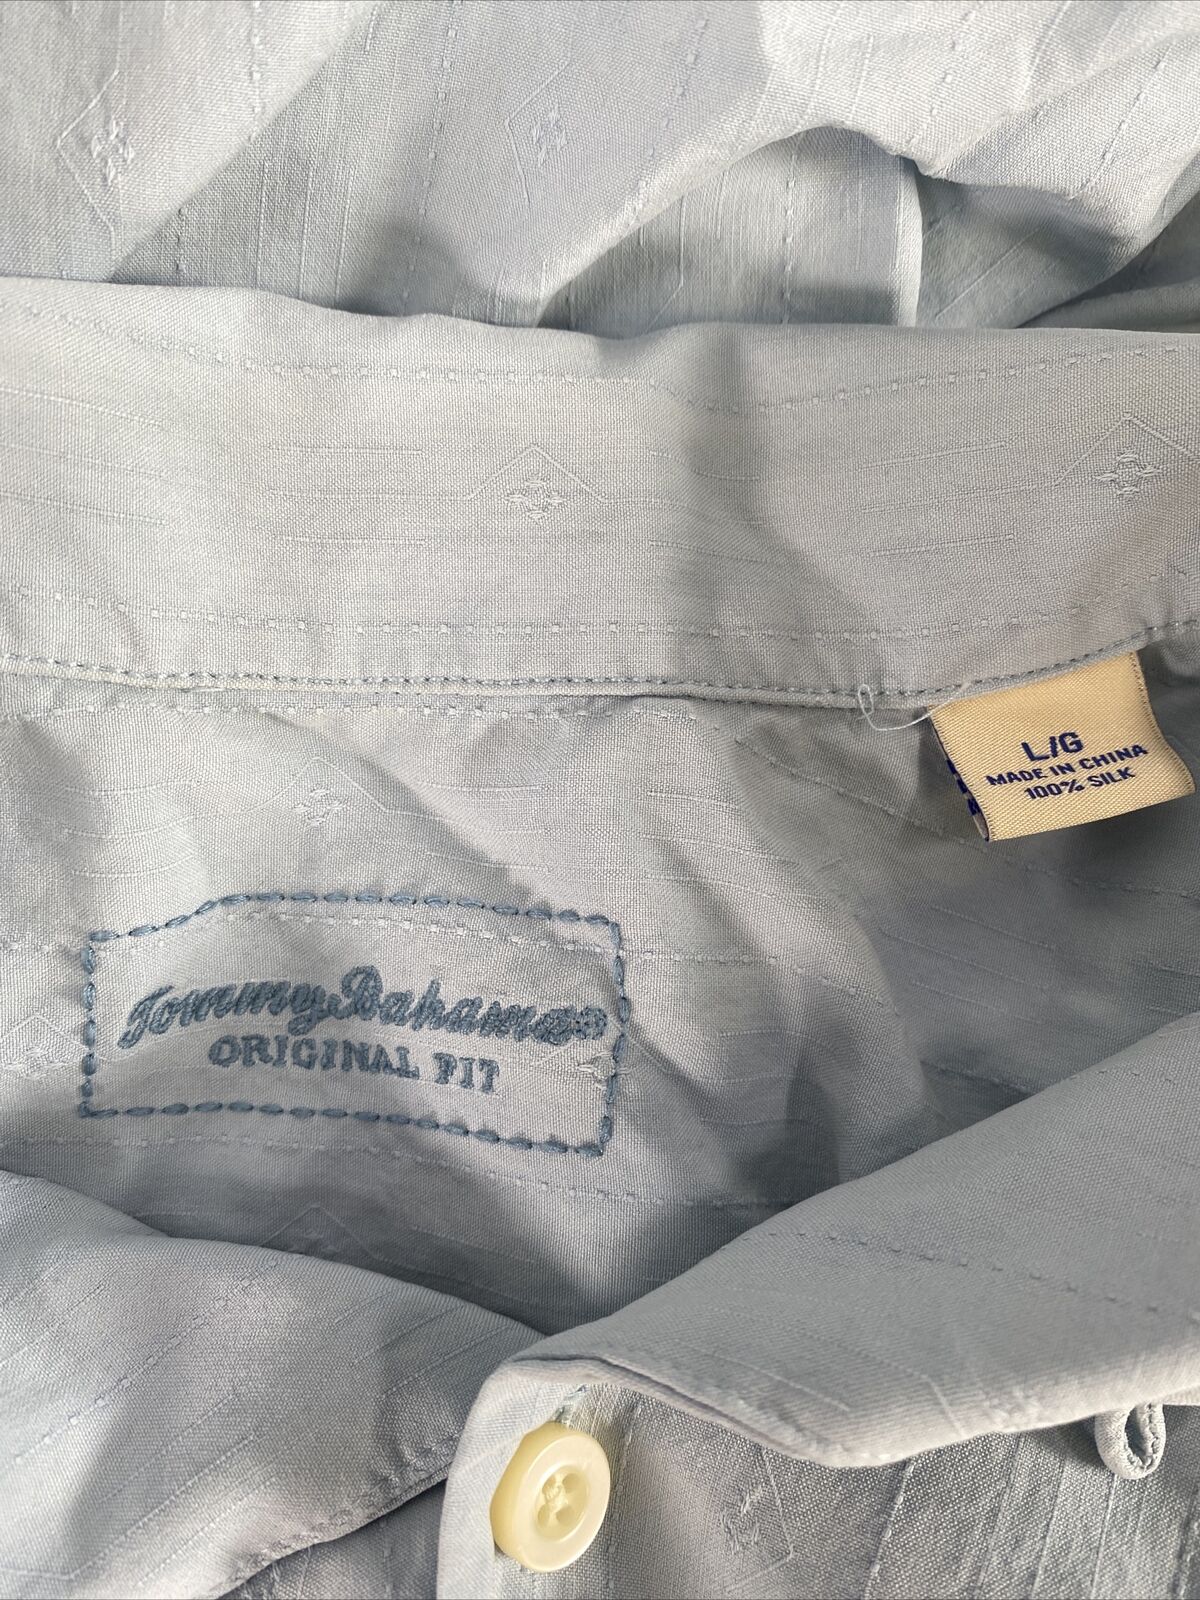 L/G
MADE IN CHINA
100% SILK
Tommy Bahama®
ORIGINAL FIT